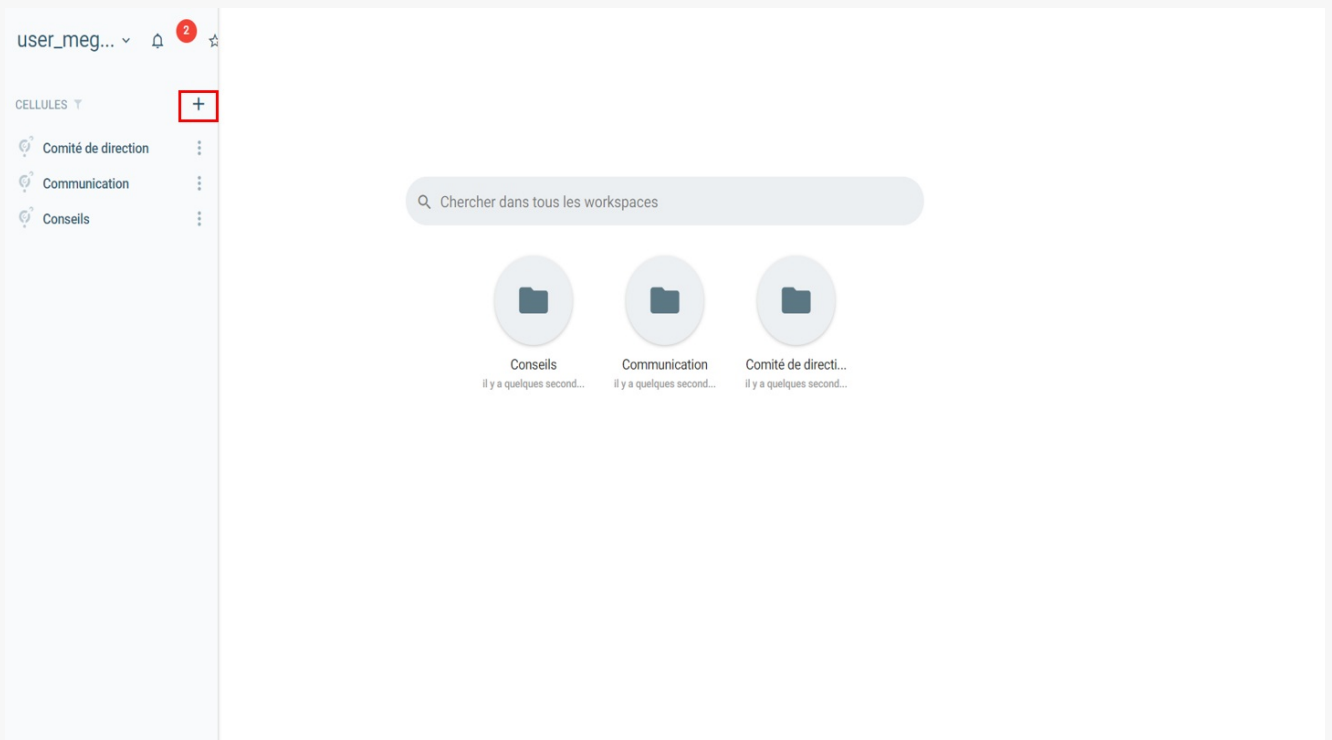 user_meg...
2
CELLULES
+
Comité de direction
Communication
Conseils
Chercher dans tous les workspaces
Conseils
il y a quelques second...
Communication
il y a quelques second...
Comité de directi...
il y a quelques second...